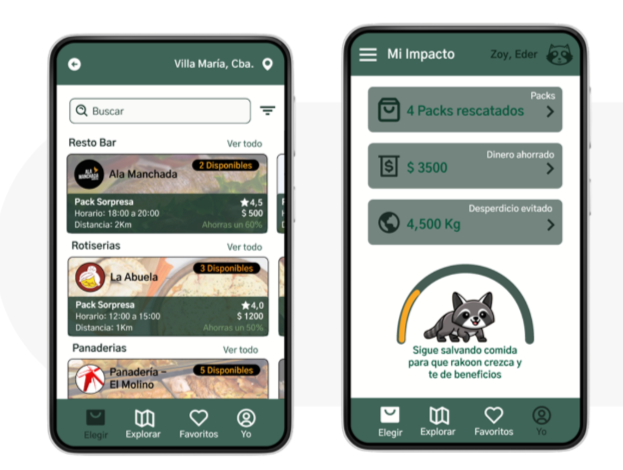 Villa María, Cba.
Buscar
Resto Bar
Ver todo
2 Disponibles
ALA MANCHADA
Ala Manchada
Pack Sorpresa
4,5
Horario: 18:00 a 20:00
$ 500
Distancia: 2Km
Ahorras un 60%
Rotiserias
Ver todo
3 Disponibles
La Abuela
Pack Sorpresa
4,0
Horario: 12:00 a 15:00
$ 1200
Distancia: 1Km
Ahorras un 50%
Panaderias
Ver todo
5 Disponibles
Panadería –
El Molino
Elegir
Explorar
Favoritos
Yo
Mi Impacto
Zoy, Eder
Packs
4 Packs rescatados
Dinero ahorrado
$ 3500
Desperdicio evitado
4,500 Kg
Sigue salvando comida
para que rakoon crezca y
te de beneficios
Elegir
Explorar
Favoritos
Yo